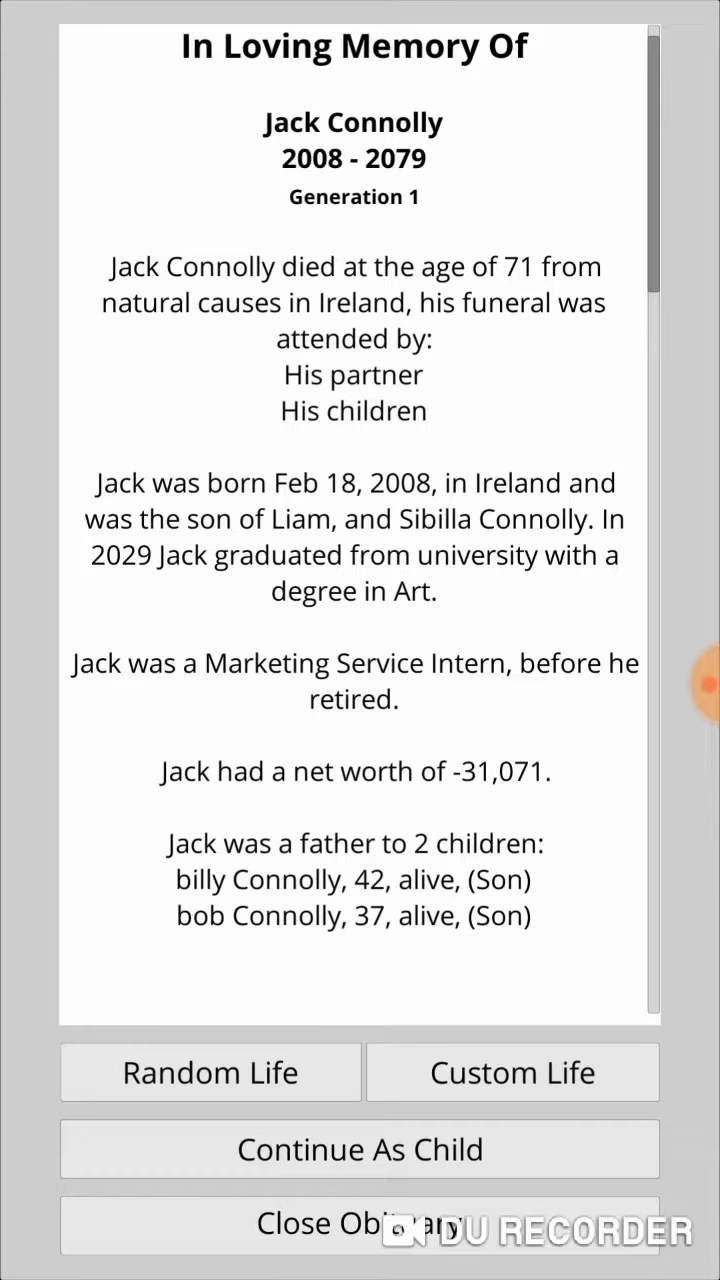 In Loving Memory Of
Jack Connolly
2008 - 2079
Generation 1
Jack Connolly died at the age of 71 from
natural causes in Ireland, his funeral was
attended by:
His partner
His children
Jack was born Feb 18, 2008, in Ireland and
was the son of Liam, and Sibilla Connolly. In
2029 Jack graduated from university with a
degree in Art.
Jack was a Marketing Service Intern, before he
retired.
Jack had a net worth of -31,071.
Jack was a father to 2 children:
billy Connolly, 42, alive, (Son)
bob Connolly, 37, alive, (Son)
Random Life
Custom Life
Continue As Child
Close Obituary
DU RECORDER